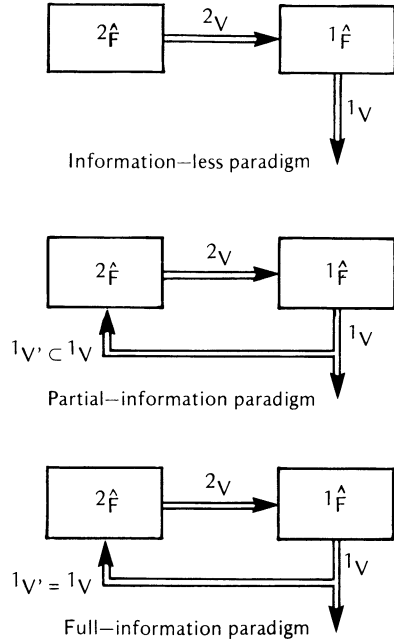 ²V
²F̂ ¹F̂
¹V
Information—less paradigm
²V
²F̂ ¹F̂
¹V
¹V' ⊂ ¹V
Partial—information paradigm
²V
²F̂ ¹F̂
¹V
¹V' = ¹V
Full—information paradigm